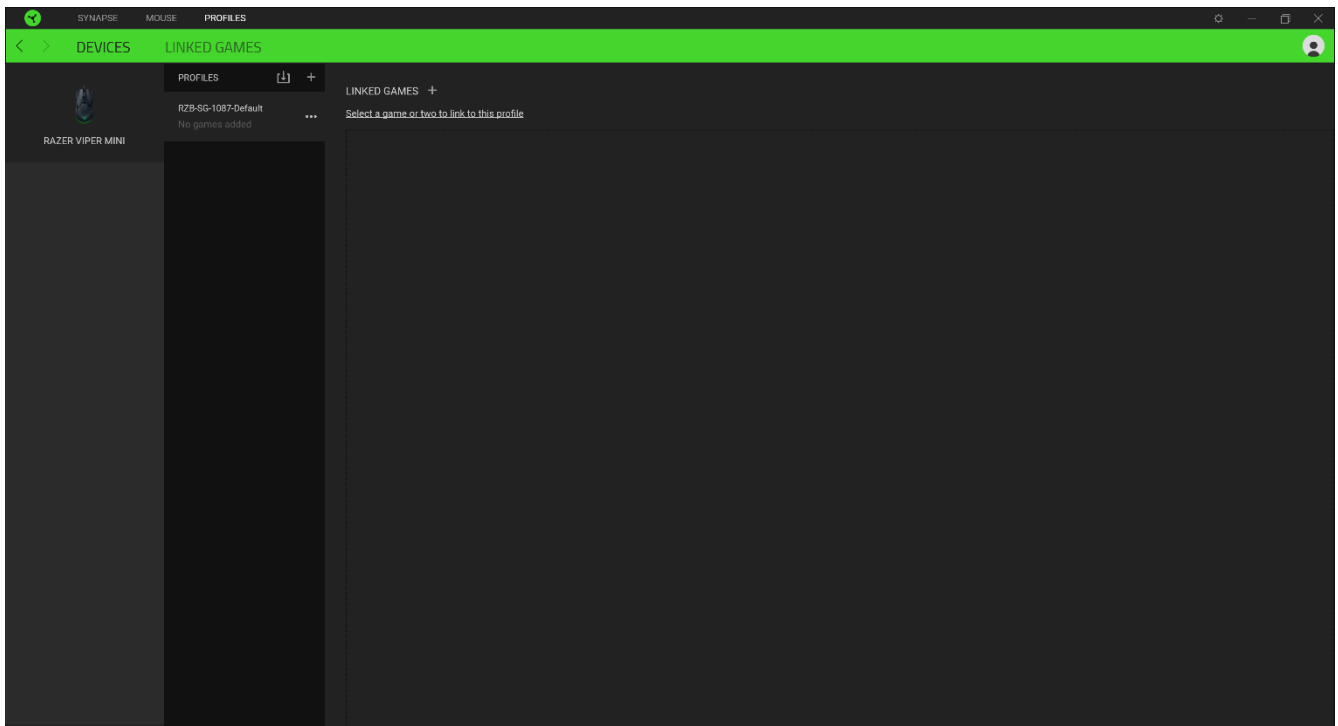 SYNAPSE MOUSE PROFILES
DEVICES LINKED GAMES
RAZER VIPER MINI
PROFILES
RZB-SG-1087-Default
No games added
LINKED GAMES +
Select a game or two to link to this profile